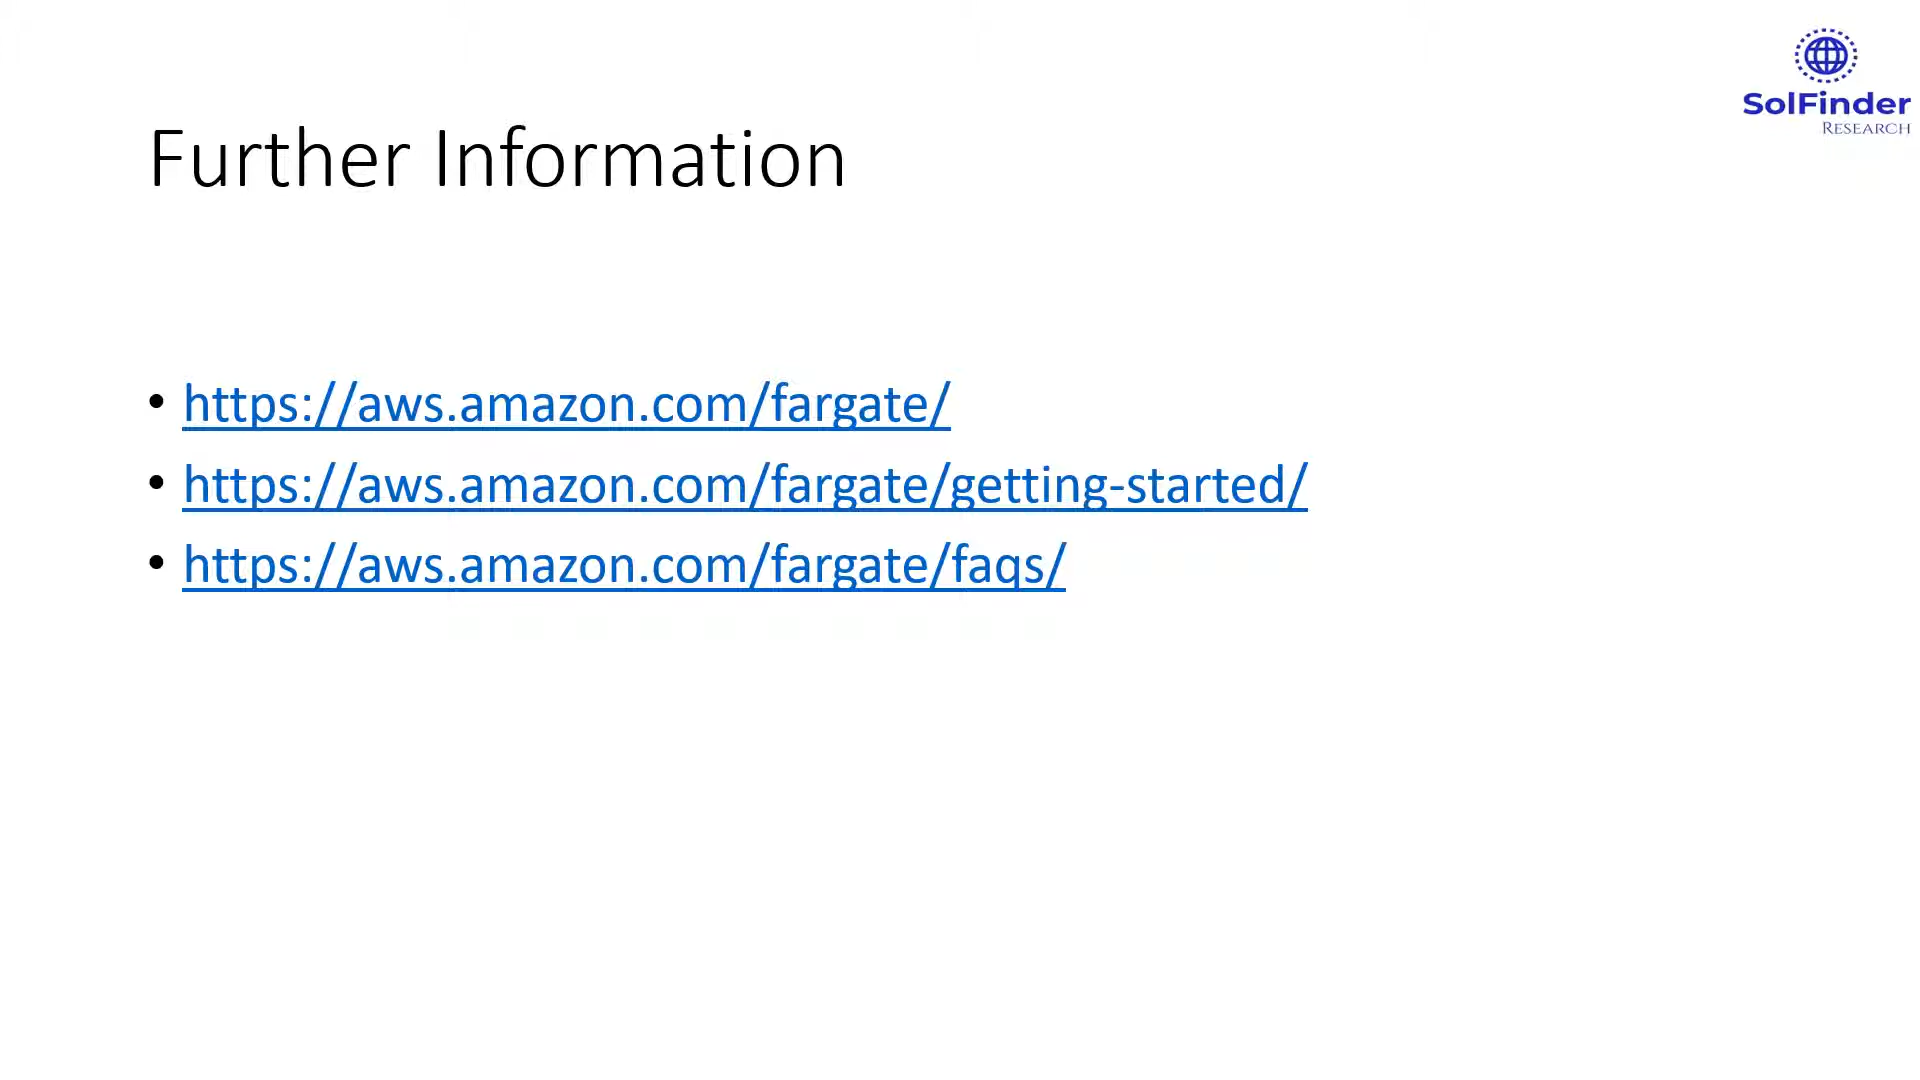 SolFinder
RESEARCH
Further Information
• https://aws.amazon.com/fargate/
• https://aws.amazon.com/fargate/getting-started/
• https://aws.amazon.com/fargate/faqs/